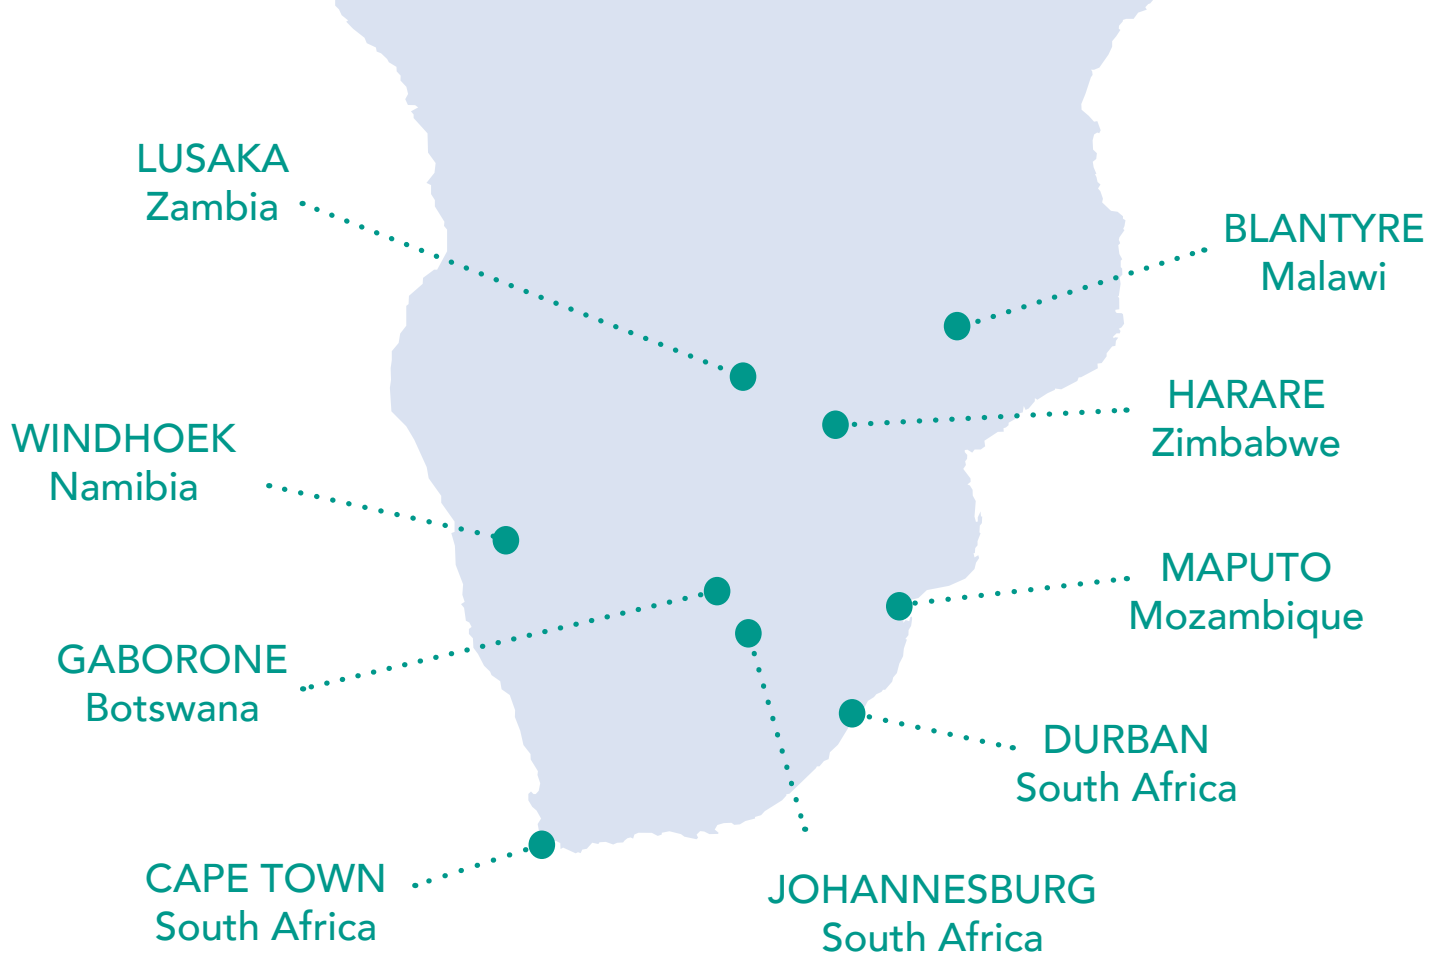 LUSAKA
Zambia
BLANTYRE
Malawi
HARARE
Zimbabwe
WINDHOEK
Namibia
MAPUTO
Mozambique
GABORONE
Botswana
DURBAN
South Africa
CAPE TOWN
South Africa
JOHANNESBURG
South Africa